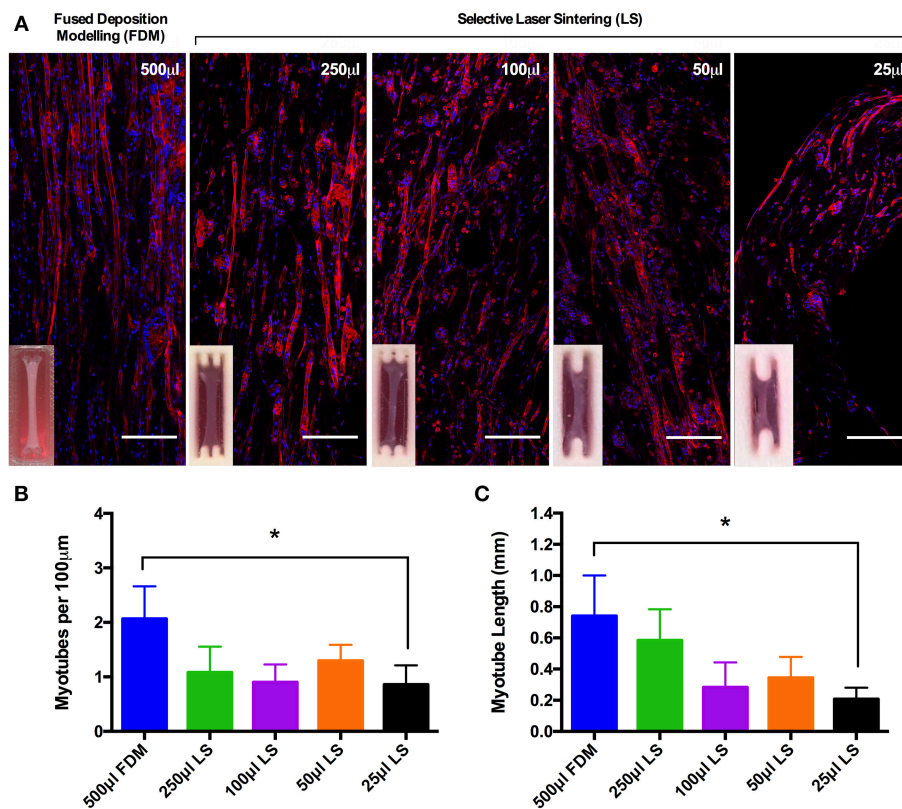 A
Fused Deposition
Modelling (FDM)
Selective Laser Sintering (LS)
500µl
250µl
100µl
50µl
25µl
B
Myotubes per 100µm
4
3
2
1
0
*
500µl FDM
250µl LS
100µl LS
50µl LS
25µl LS
C
Myotube Length (mm)
1.4
1.2
1.0
0.8
0.6
0.4
0.2
0.0
*
500µl FDM
250µl LS
100µl LS
50µl LS
25µl LS